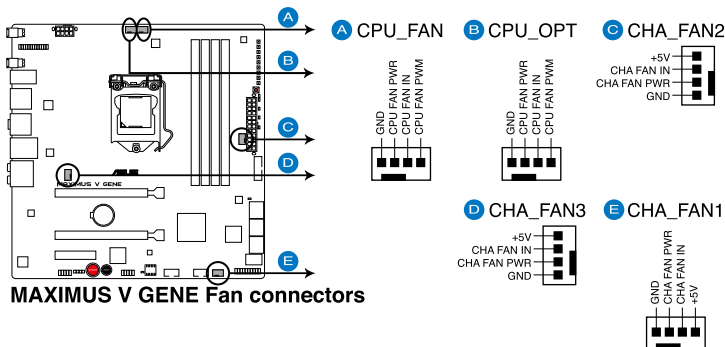 A
B
C
D
E
ASUS
MAXIMUS V GENE
MAXIMUS V GENE Fan connectors
A CPU_FAN
GND
CPU FAN PWR
CPU FAN IN
CPU FAN PWM
B CPU_OPT
GND
CPU FAN PWR
CPU FAN IN
CPU FAN PWM
C CHA_FAN2
+5V
CHA FAN IN
CHA FAN PWR
GND
D CHA_FAN3
+5V
CHA FAN IN
CHA FAN PWR
GND
E CHA_FAN1
GND
CHA FAN PWR
CHA FAN IN
+5V